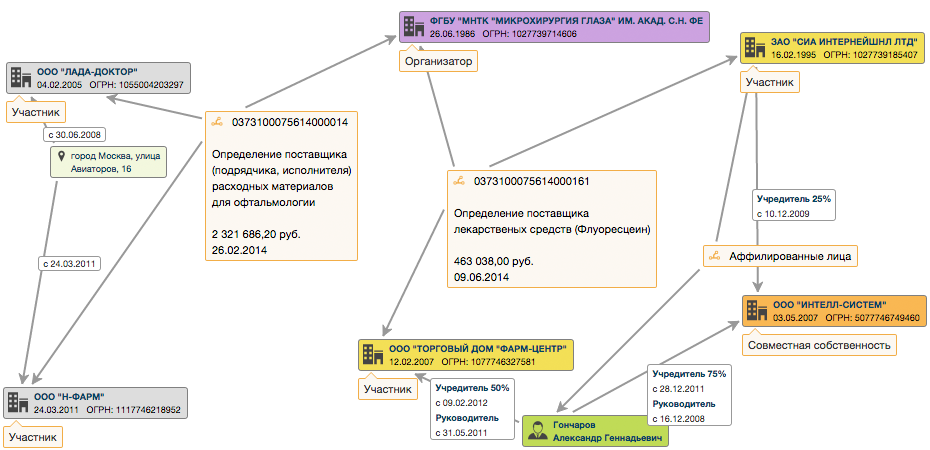 ФГБУ "МНТК "МИКРОХИРУРГИЯ ГЛАЗА" ИМ. АКАД. С.Н. ФЕ
26.06.1986 ОГРН: 1027739714606
Организатор
ЗАО "СИА ИНТЕРНЕЙШНЛ ЛТД"
16.02.1995 ОГРН: 1027739185407
Участник
ООО "ЛАДА-ДОКТОР"
04.02.2005 ОГРН: 1055004203297
Участник
с 30.06.2008
город Москва, улица
Авиаторов, 16
с 24.03.2011
0373100075614000014
Определение поставщика
(подрядчика, исполнителя)
расходных материалов
для офтальмологии
2 321 686,20 руб.
26.02.2014
0373100075614000161
Определение поставщика
лекарственых средств (Флуоресцеин)
463 038,00 руб.
09.06.2014
Учредитель 25%
с 10.12.2009
Аффилированные лица
ООО "ИНТЕЛЛ-СИСТЕМ"
03.05.2007 ОГРН: 5077746749460
Совместная собственность
ООО "ТОРГОВЫЙ ДОМ "ФАРМ-ЦЕНТР"
12.02.2007 ОГРН: 1077746327581
Участник
Учредитель 50%
с 09.02.2012
Руководитель
с 31.05.2011
Учредитель 75%
с 28.12.2011
Руководитель
с 16.12.2008
Гончаров
Александр Геннадьевич
ООО "Н-ФАРМ"
24.03.2011 ОГРН: 1117746218952
Участник